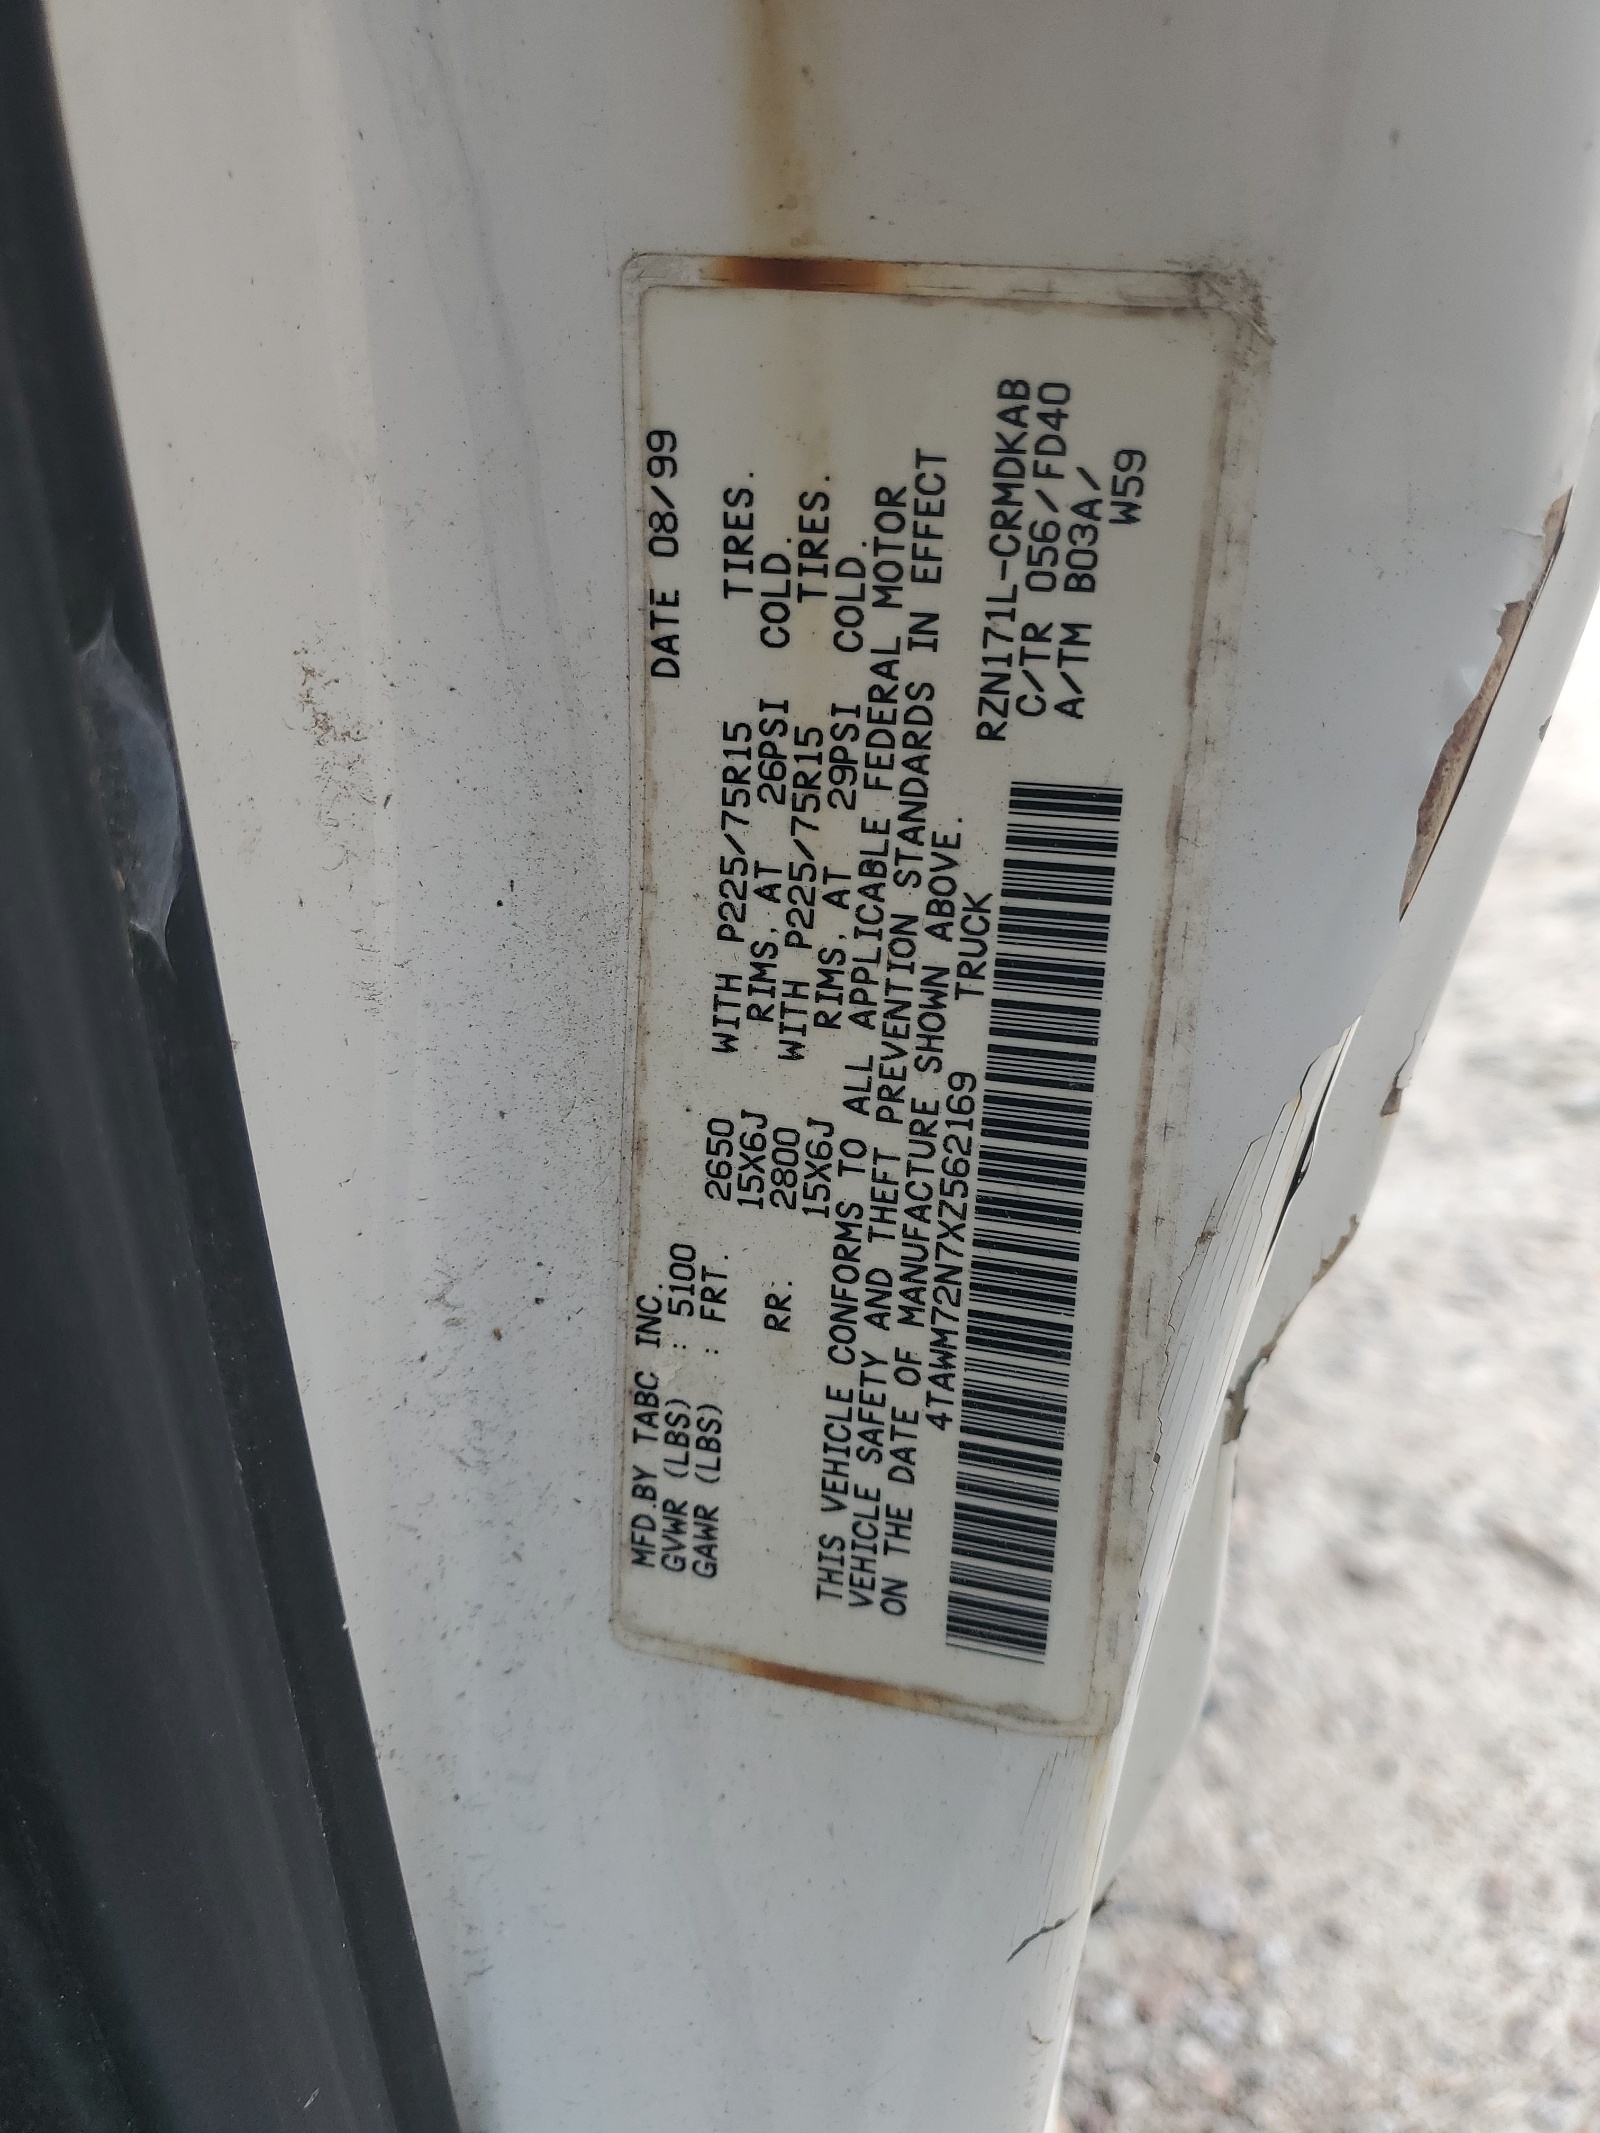 DATE 08/99
MFD.BY TABC INC.
GVWR (LBS) : 5100
GAWR (LBS) : FRT. 2650 WITH P225/75R15 TIRES.
15X6J RIMS, AT 26PSI COLD.
RR. 2800 WITH P225/75R15 TIRES.
15X6J RIMS, AT 29PSI COLD.
THIS VEHICLE CONFORMS TO ALL APPLICABLE FEDERAL MOTOR
VEHICLE SAFETY AND THEFT PREVENTION STANDARDS IN EFFECT
ON THE DATE OF MANUFACTURE SHOWN ABOVE.
4TAWM72N7XZ562169 TRUCK
RZN171L-CRMDKAB
C/TR 056/FD40
A/TM B03A/
W59